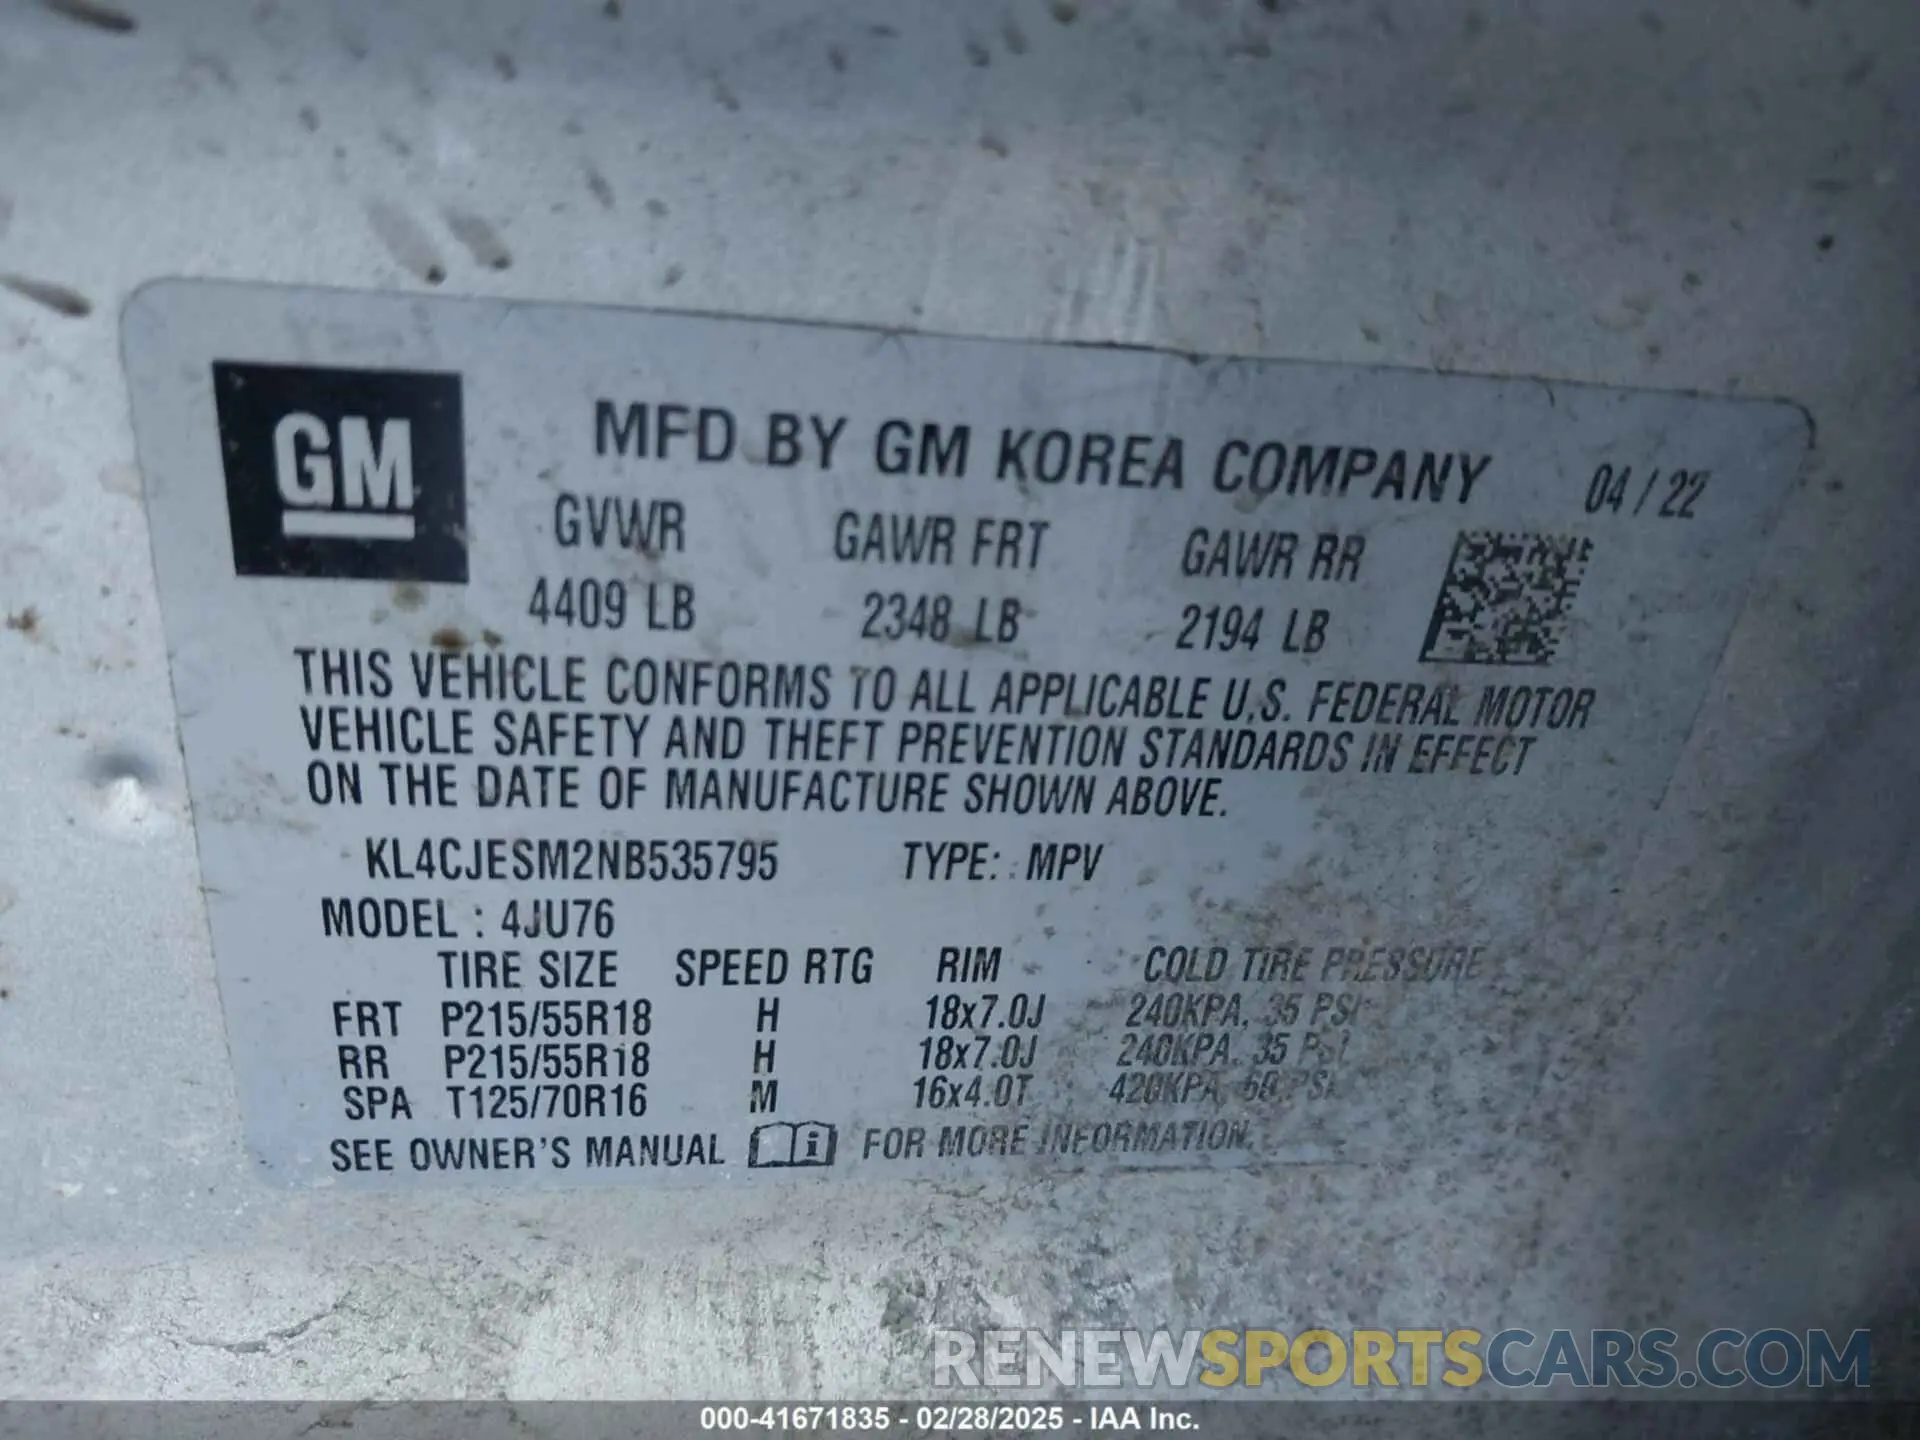 GM
MFD BY GM KOREA COMPANY 04 / 22
GVWR GAWR FRT GAWR RR
4409 LB 2348 LB 2194 LB
THIS VEHICLE CONFORMS TO ALL APPLICABLE U.S. FEDERAL MOTOR
VEHICLE SAFETY AND THEFT PREVENTION STANDARDS IN EFFECT
ON THE DATE OF MANUFACTURE SHOWN ABOVE.
KL4CJESM2NB535795 TYPE: MPV
MODEL : 4JU76
TIRE SIZE SPEED RTG RIM COLD TIRE PRESSURE
FRT P215/55R18 H 18x7.0J 240KPA, 35 PSI
RR P215/55R18 H 18x7.0J 240KPA, 35 PSI
SPA T125/70R16 M 16x4.0T 420KPA, 60 PSI
SEE OWNER'S MANUAL i FOR MORE INFORMATION.
RENEWSPORTSCARS.COM
000-41671835 - 02/28/2025 - IAA Inc.